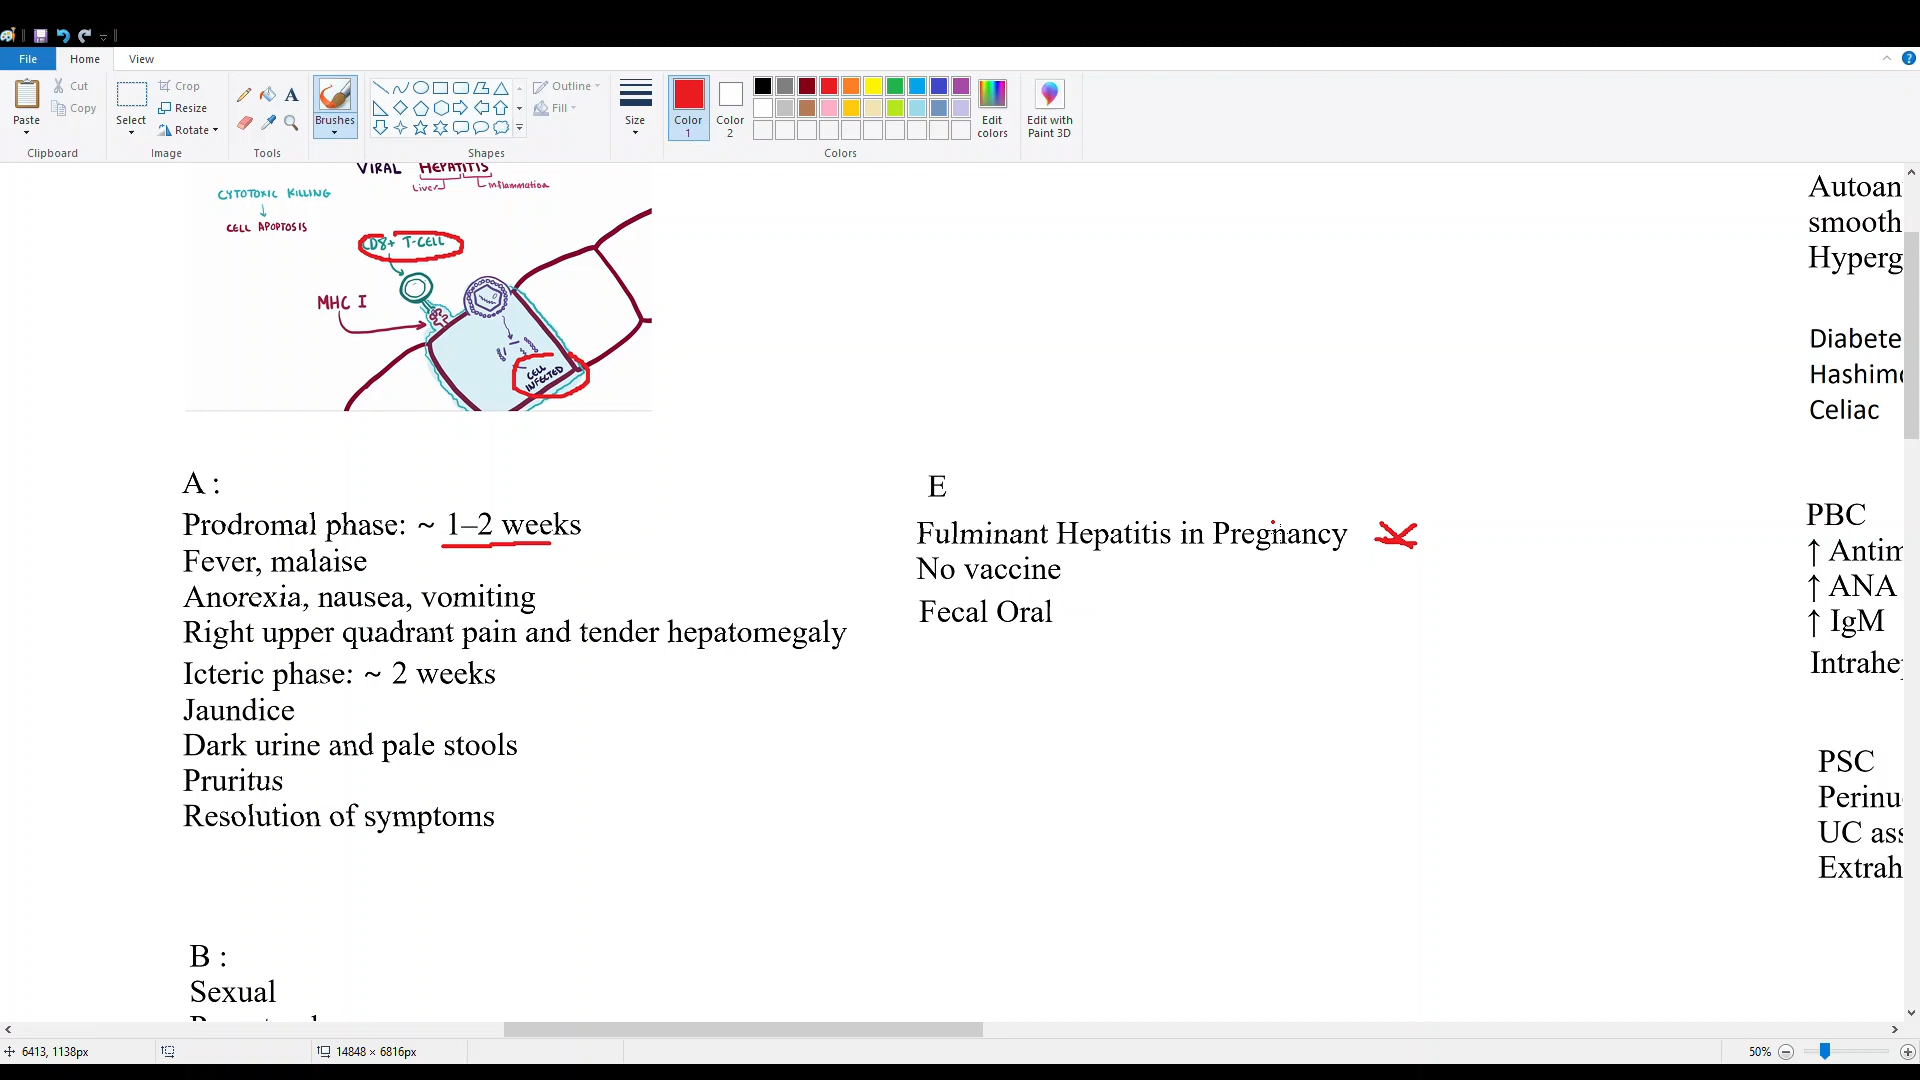 File
Home
View
Paste
Cut
Copy
Clipboard
Select
Crop
Resize
Rotate
Image
Tools
Brushes
Shapes
Outline
Fill
Size
Color 1
Color 2
Edit colors
Edit with Paint 3D
Colors
VIRAL HEPATITIS
Liver
inflammation
CYTOTOXIC KILLING
CELL APOPTOSIS
CD8+ T-CELL
MHC I
CELL INFECTED
A :
Prodromal phase: ~ 1–2 weeks
Fever, malaise
Anorexia, nausea, vomiting
Right upper quadrant pain and tender hepatomegaly
Icteric phase: ~ 2 weeks
Jaundice
Dark urine and pale stools
Pruritus
Resolution of symptoms
B :
Sexual
E
Fulminant Hepatitis in Pregnancy
No vaccine
Fecal Oral
Autoan
smooth
Hyperg
Diabete
Hashimo
Celiac
PBC
↑ Antim
↑ ANA
↑ IgM
Intrahe
PSC
Perinu
UC ass
Extrah
6413, 1138px
14848 × 6816px
50%